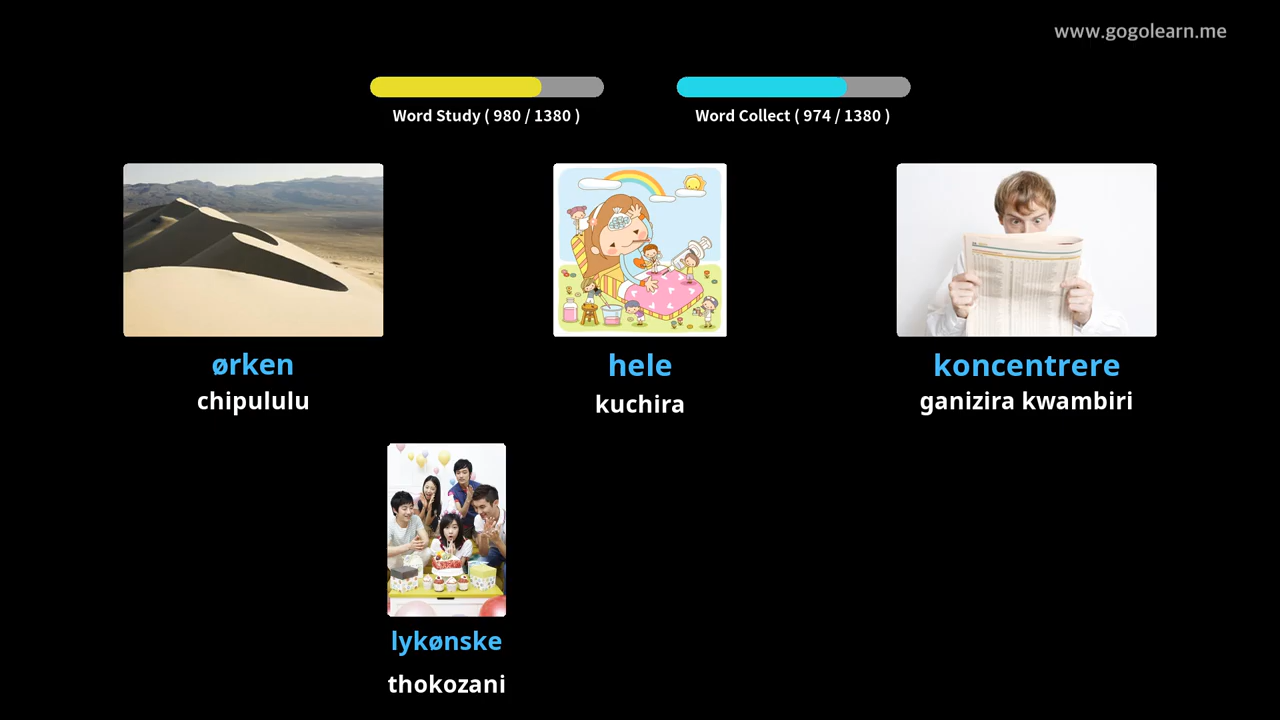 www.gogolearn.me
Word Study ( 980 / 1380 )
Word Collect ( 974 / 1380 )
ørken
chipululu
hele
kuchira
koncentrere
ganizira kwambiri
lykønske
thokozani